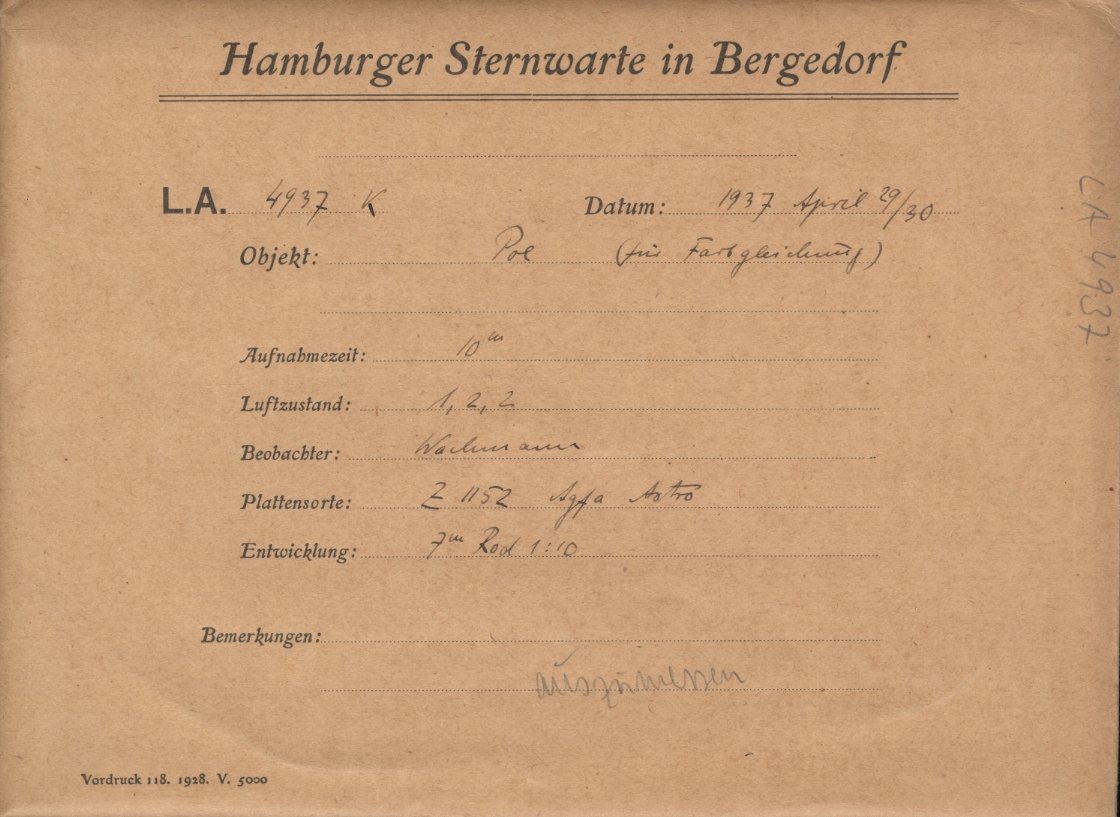 Hamburger Sternwarte in Bergedorf
L.A. 4937 K
Datum: 1937 April 29/30
Objekt: Pol (für Farbgleichung)
Aufnahmezeit: 10m
Luftzustand: 1, 2, 2
Beobachter: Wachmann
Plattensorte: Z 1152 Agfa Astro
Entwicklung: 7m Rod 1:10
Bemerkungen:
auszumessen
Vordruck 118. 1928. V. 5000
LA 4937